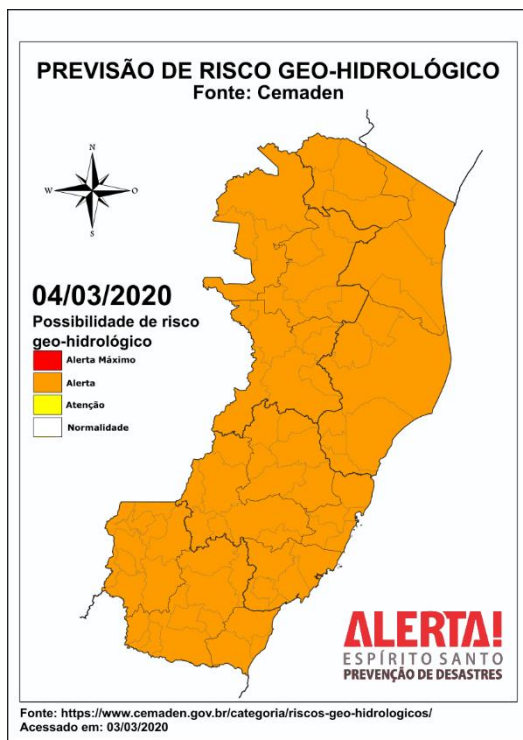 PREVISÃO DE RISCO GEO-HIDROLÓGICO
Fonte: Cemaden
N
W
O
S
04/03/2020
Possibilidade de risco
geo-hidrológico
Alerta Máximo
Alerta
Atenção
Normalidade
ALERTA!
ESPÍRITO SANTO
PREVENÇÃO DE DESASTRES
Fonte: https://www.cemaden.gov.br/categoria/riscos-geo-hidrologicos/
Acessado em: 03/03/2020